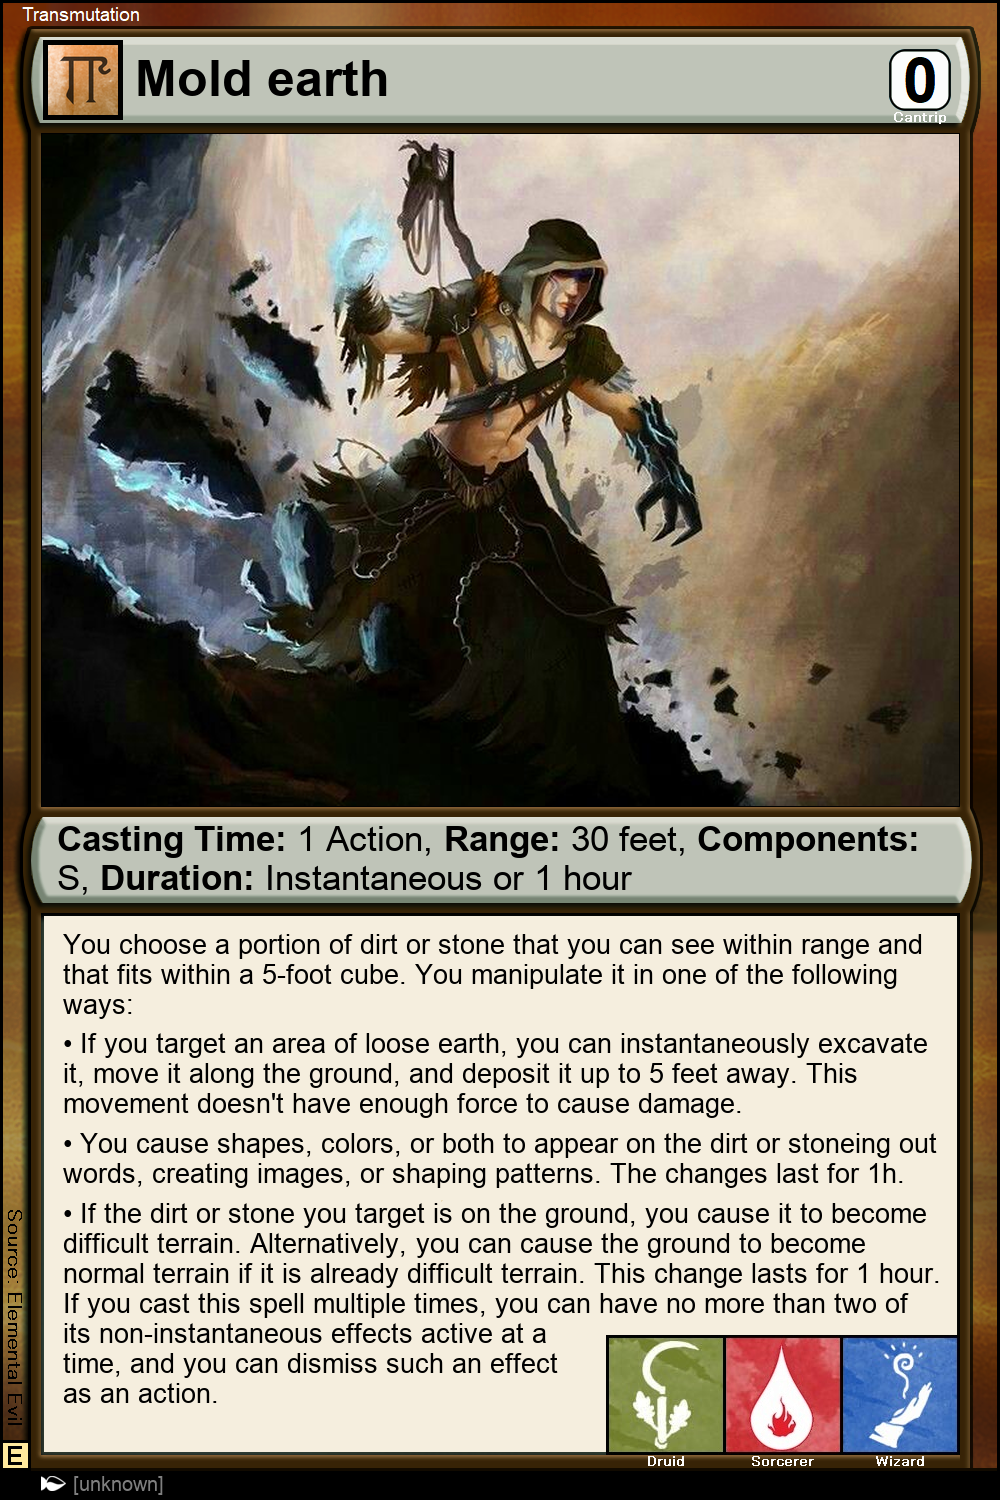 Transmutation
Mold earth
0
Cantrip
Casting Time: 1 Action, Range: 30 feet, Components:
S, Duration: Instantaneous or 1 hour
You choose a portion of dirt or stone that you can see within range and
that fits within a 5-foot cube. You manipulate it in one of the following
ways:
• If you target an area of loose earth, you can instantaneously excavate
it, move it along the ground, and deposit it up to 5 feet away. This
movement doesn't have enough force to cause damage.
• You cause shapes, colors, or both to appear on the dirt or stoneing out
words, creating images, or shaping patterns. The changes last for 1h.
• If the dirt or stone you target is on the ground, you cause it to become
difficult terrain. Alternatively, you can cause the ground to become
normal terrain if it is already difficult terrain. This change lasts for 1 hour.
If you cast this spell multiple times, you can have no more than two of
its non-instantaneous effects active at a
time, and you can dismiss such an effect
as an action.
Druid
Sorcerer
Wizard
Source: Elemental Evil
E
[unknown]